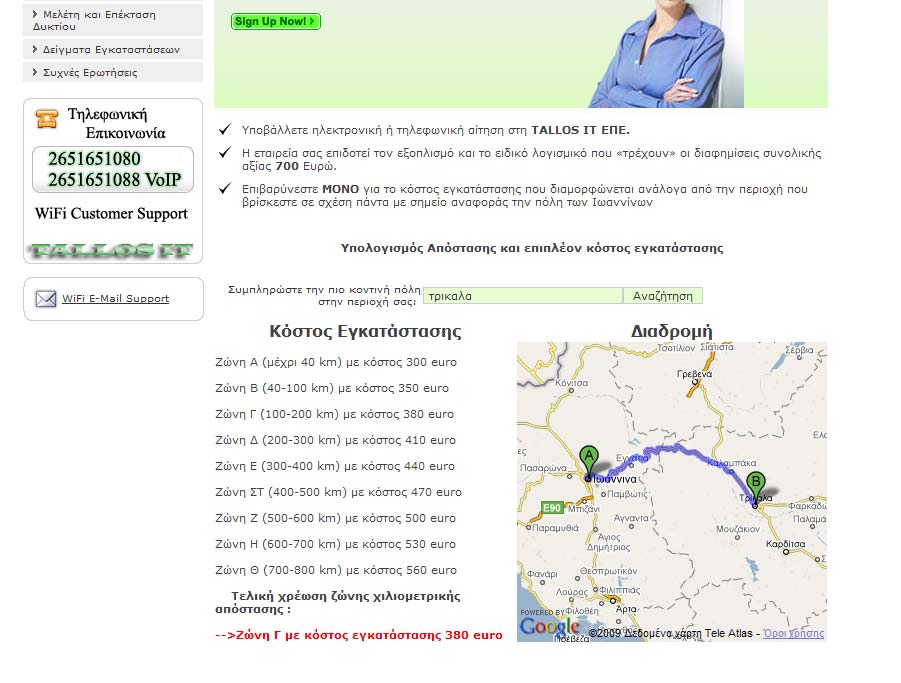 Μελέτη και Επέκταση
Δυκτίου
Δείγματα Εγκαταστάσεων
Συχνές Ερωτήσεις
Τηλεφωνική
Επικοινωνία
2651651080
2651651088 VoIP
WiFi Customer Support
TALLOS IT
WiFi E-Mail Support
Sign Up Now!
Υποβάλλετε ηλεκτρονική ή τηλεφωνική αίτηση στη TALLOS IT ΕΠΕ.
Η εταιρεία σας επιδοτεί τον εξοπλισμό και το ειδικό λογισμικό που «τρέχουν» οι διαφημίσεις συνολικής
αξίας 700 Ευρώ.
Επιβαρύνεστε ΜΟΝΟ για το κόστος εγκατάστασης που διαμορφώνεται ανάλογα από την περιοχή που
βρίσκεστε σε σχέση πάντα με σημείο αναφοράς την πόλη των Ιωαννίνων
Υπολογισμός Απόστασης και επιπλέον κόστος εγκατάστασης
Συμπληρώστε την πιο κοντινή πόλη
στην περιοχή σας:
τρικαλα
Αναζήτηση
Κόστος Εγκατάστασης
Ζώνη Α (μέχρι 40 km) με κόστος 300 euro
Ζώνη Β (40-100 km) με κόστος 350 euro
Ζώνη Γ (100-200 km) με κόστος 380 euro
Ζώνη Δ (200-300 km) με κόστος 410 euro
Ζώνη Ε (300-400 km) με κόστος 440 euro
Ζώνη ΣΤ (400-500 km) με κόστος 470 euro
Ζώνη Ζ (500-600 km) με κόστος 500 euro
Ζώνη Η (600-700 km) με κόστος 530 euro
Ζώνη Θ (700-800 km) με κόστος 560 euro
Τελική χρέωση ζώνης χιλιομετρικής
απόστασης :
-->Ζώνη Γ με κόστος εγκατάστασης 380 euro
Διαδρομή
Τσοτίλιον Σιάτιστα
Σέρβια
Γρεβενά
Κόνιτσα
A
Εγνατία
Πασαρώνα
Ιωάννινα
Καλαμπάκα
B
Παμβώτις
Τρίκαλα
E90
Μπιζάνι
Φαρκαδώ
Παραμυθιά
Άγναντα
Παλαμά
Μουζάκιον
Άγιος
Δημήτριος
Καρδίτσα
Φανάρι
Θεσπρωτικόν
Λούρος
Φιλιππιάς
Φιλοθέη
Άρτα
POWERED BY
Google
Πρέβεζα
©2009 Δεδομένα χάρτη Tele Atlas - Όροι χρήσης